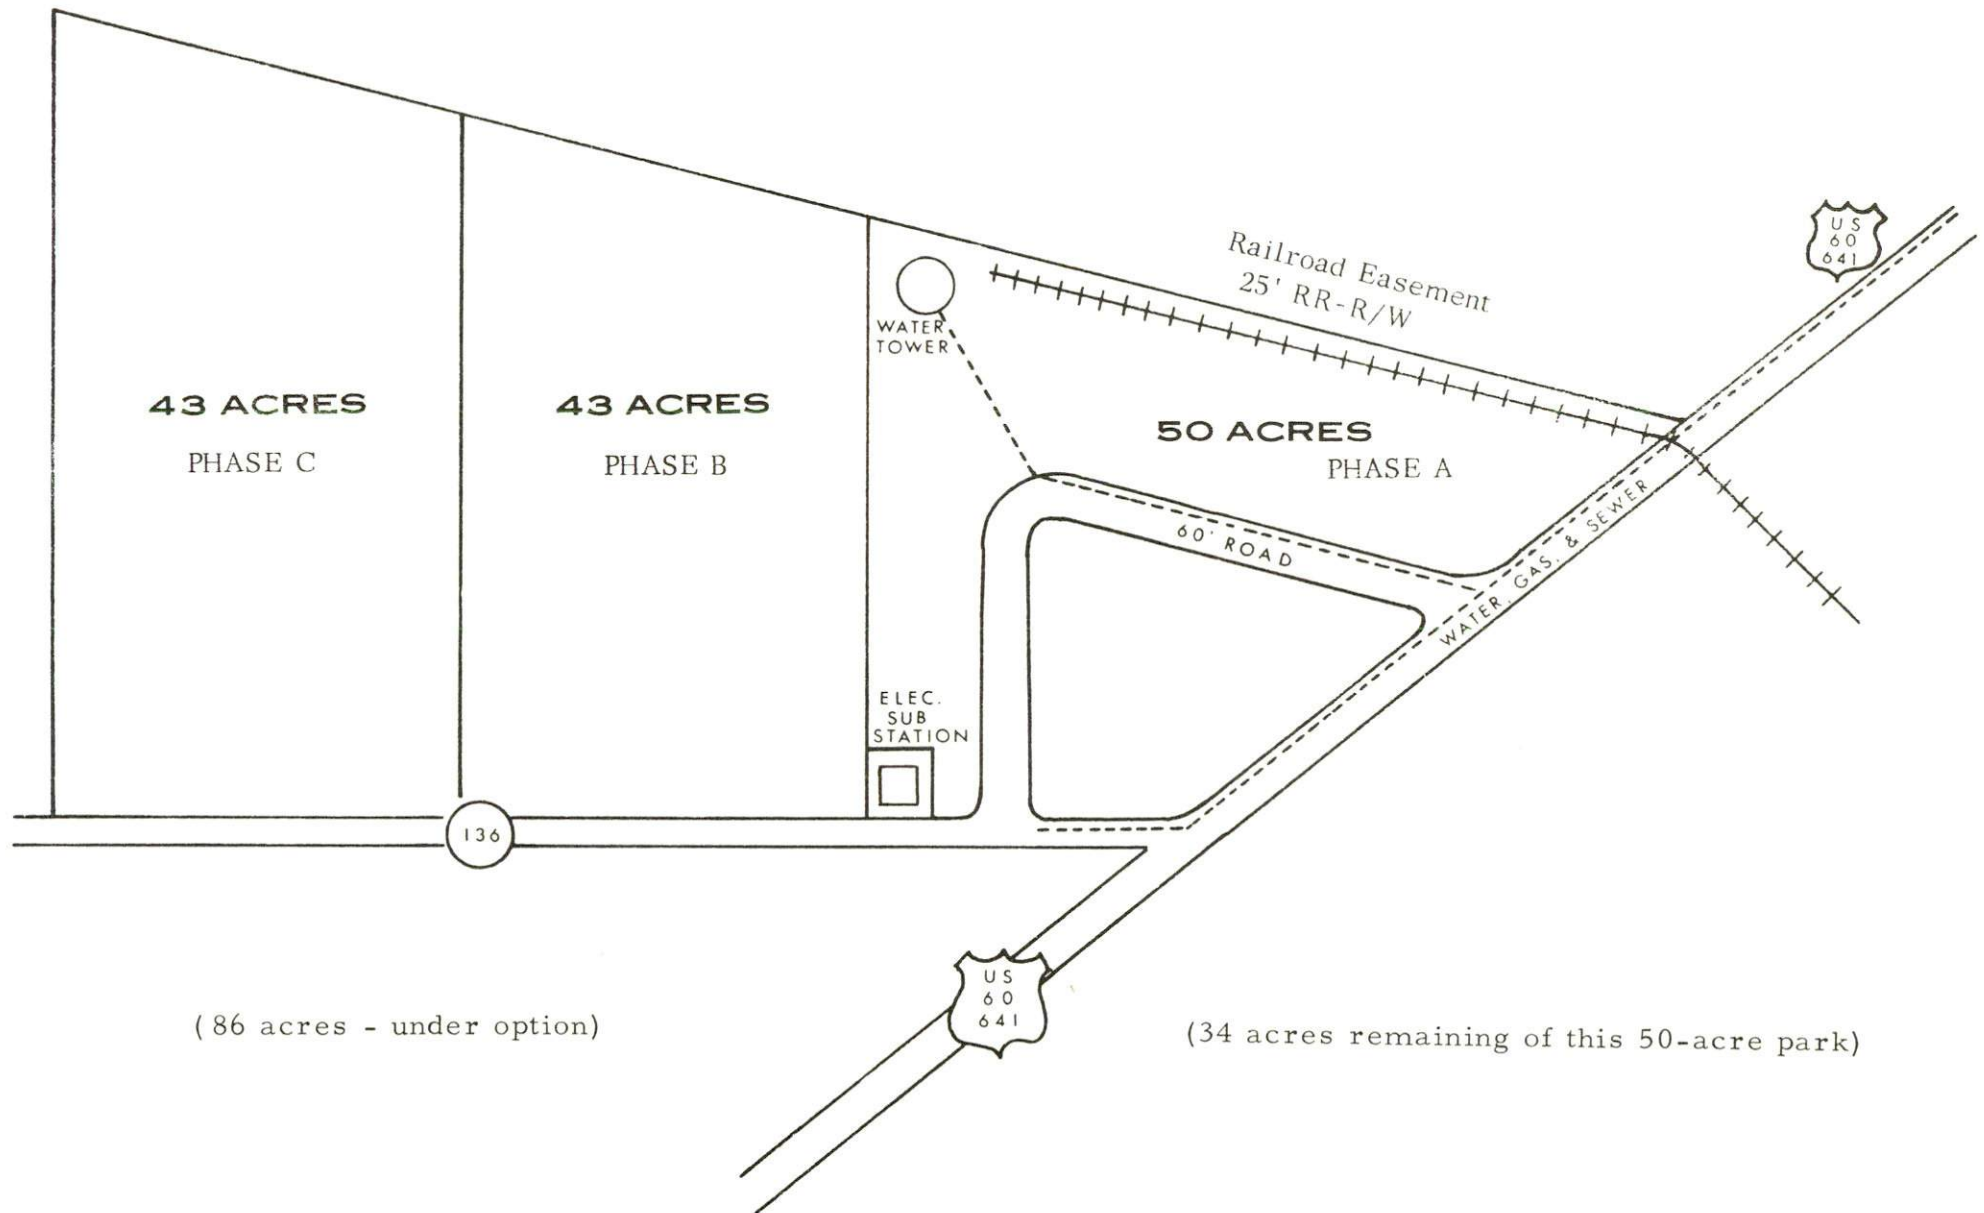 US
60
641
Railroad Easement
25' RR-R/W
WATER
TOWER
43 ACRES
PHASE C
43 ACRES
PHASE B
50 ACRES
PHASE A
60' ROAD
WATER, GAS, & SEWER
ELEC.
SUB
STATION
136
US
60
641
(86 acres - under option)
(34 acres remaining of this 50-acre park)